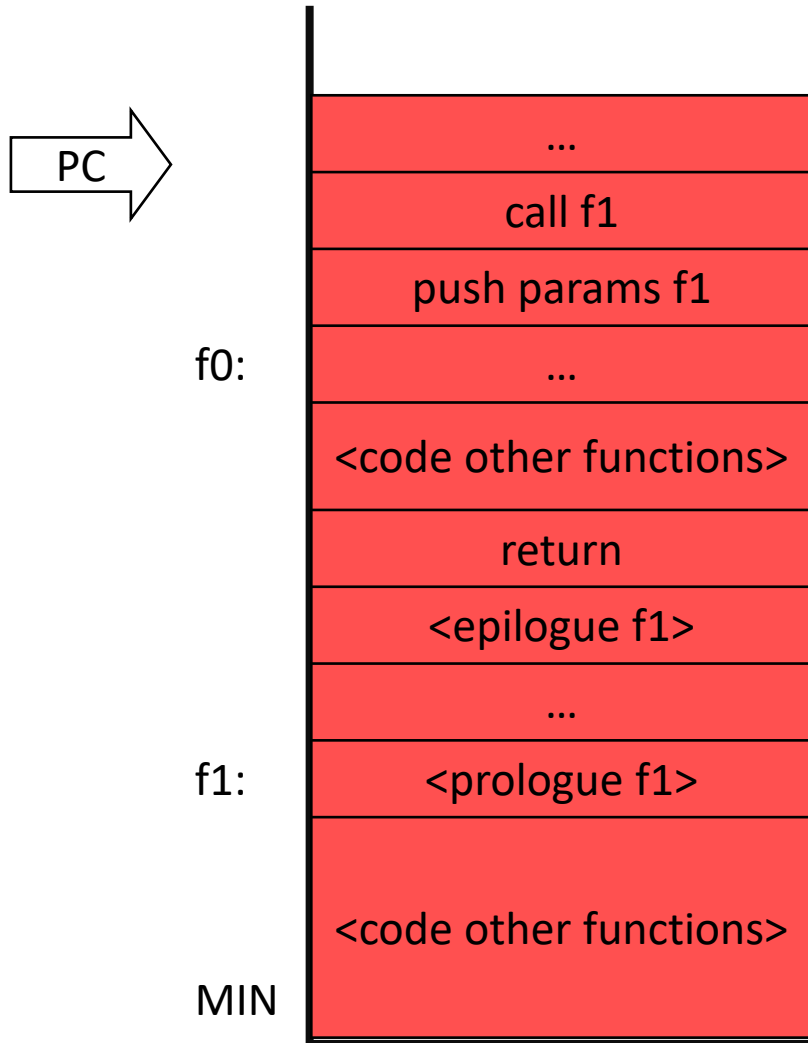 ...
PC
call f1
push params f1
f0:
...
<code other functions>
return
<epilogue f1>
...
f1:
<prologue f1>
<code other functions>
MIN